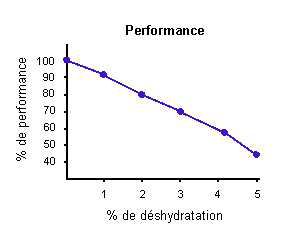 Performance
% de performance
100
90
80
70
60
50
40
1 2 3 4 5
% de déshydratation